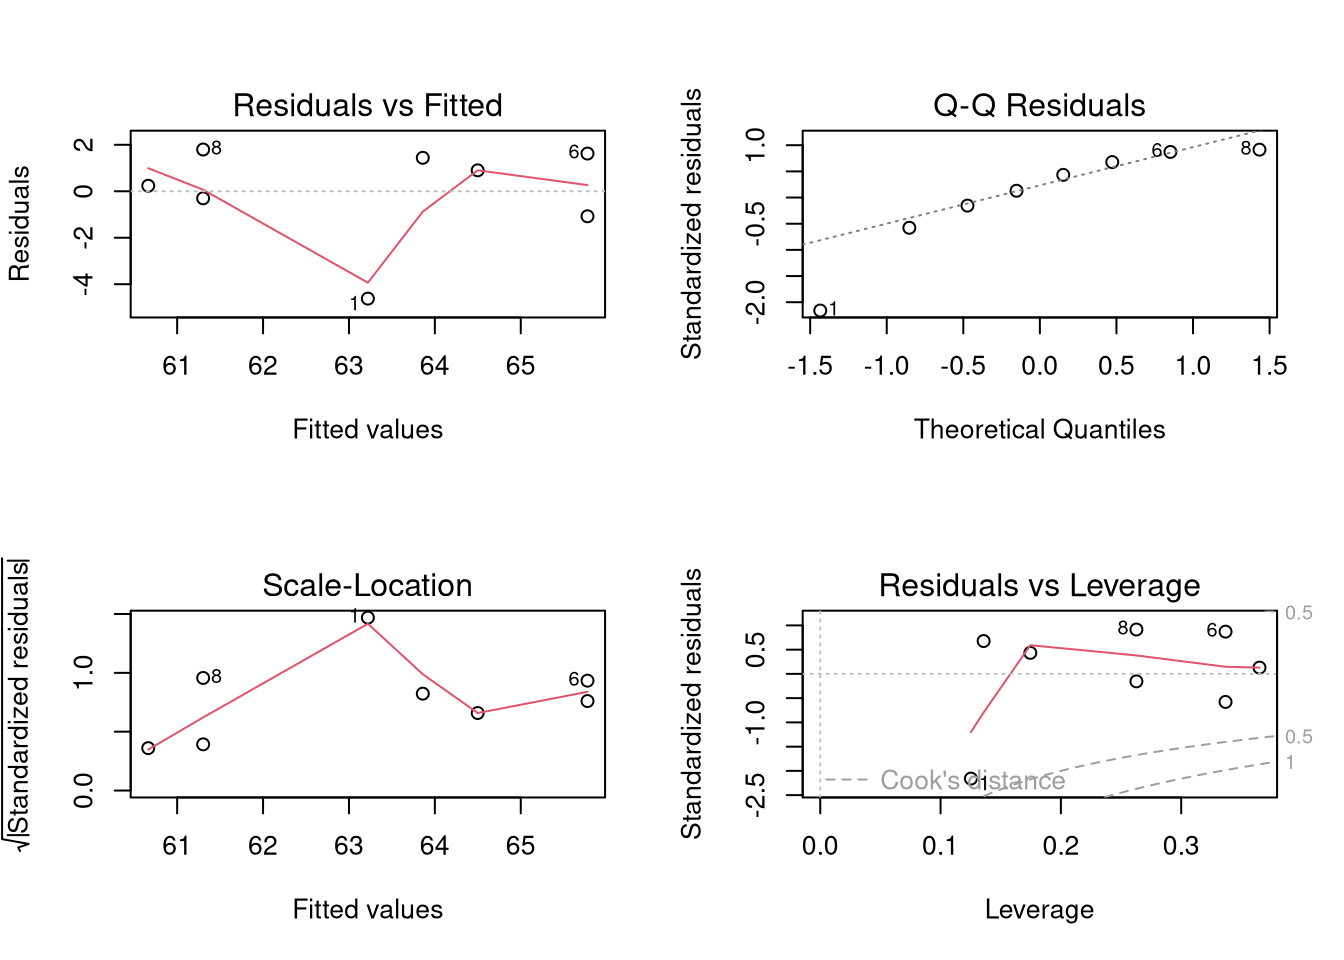 Residuals vs Fitted
Residuals
2
0
-2
-4
8
6
1
61 62 63 64 65
Fitted values
Q-Q Residuals
Standardized residuals
1.0
-0.5
-2.0
6
8
1
-1.5 -1.0 -0.5 0.0 0.5 1.0 1.5
Theoretical Quantiles
Scale-Location
√|Standardized residuals|
1.0
0.0
1
8
6
61 62 63 64 65
Fitted values
Residuals vs Leverage
Standardized residuals
0.5
-1.0
-2.5
8
6
1
Cook's distance
0.5
0.5
1
0.0 0.1 0.2 0.3
Leverage